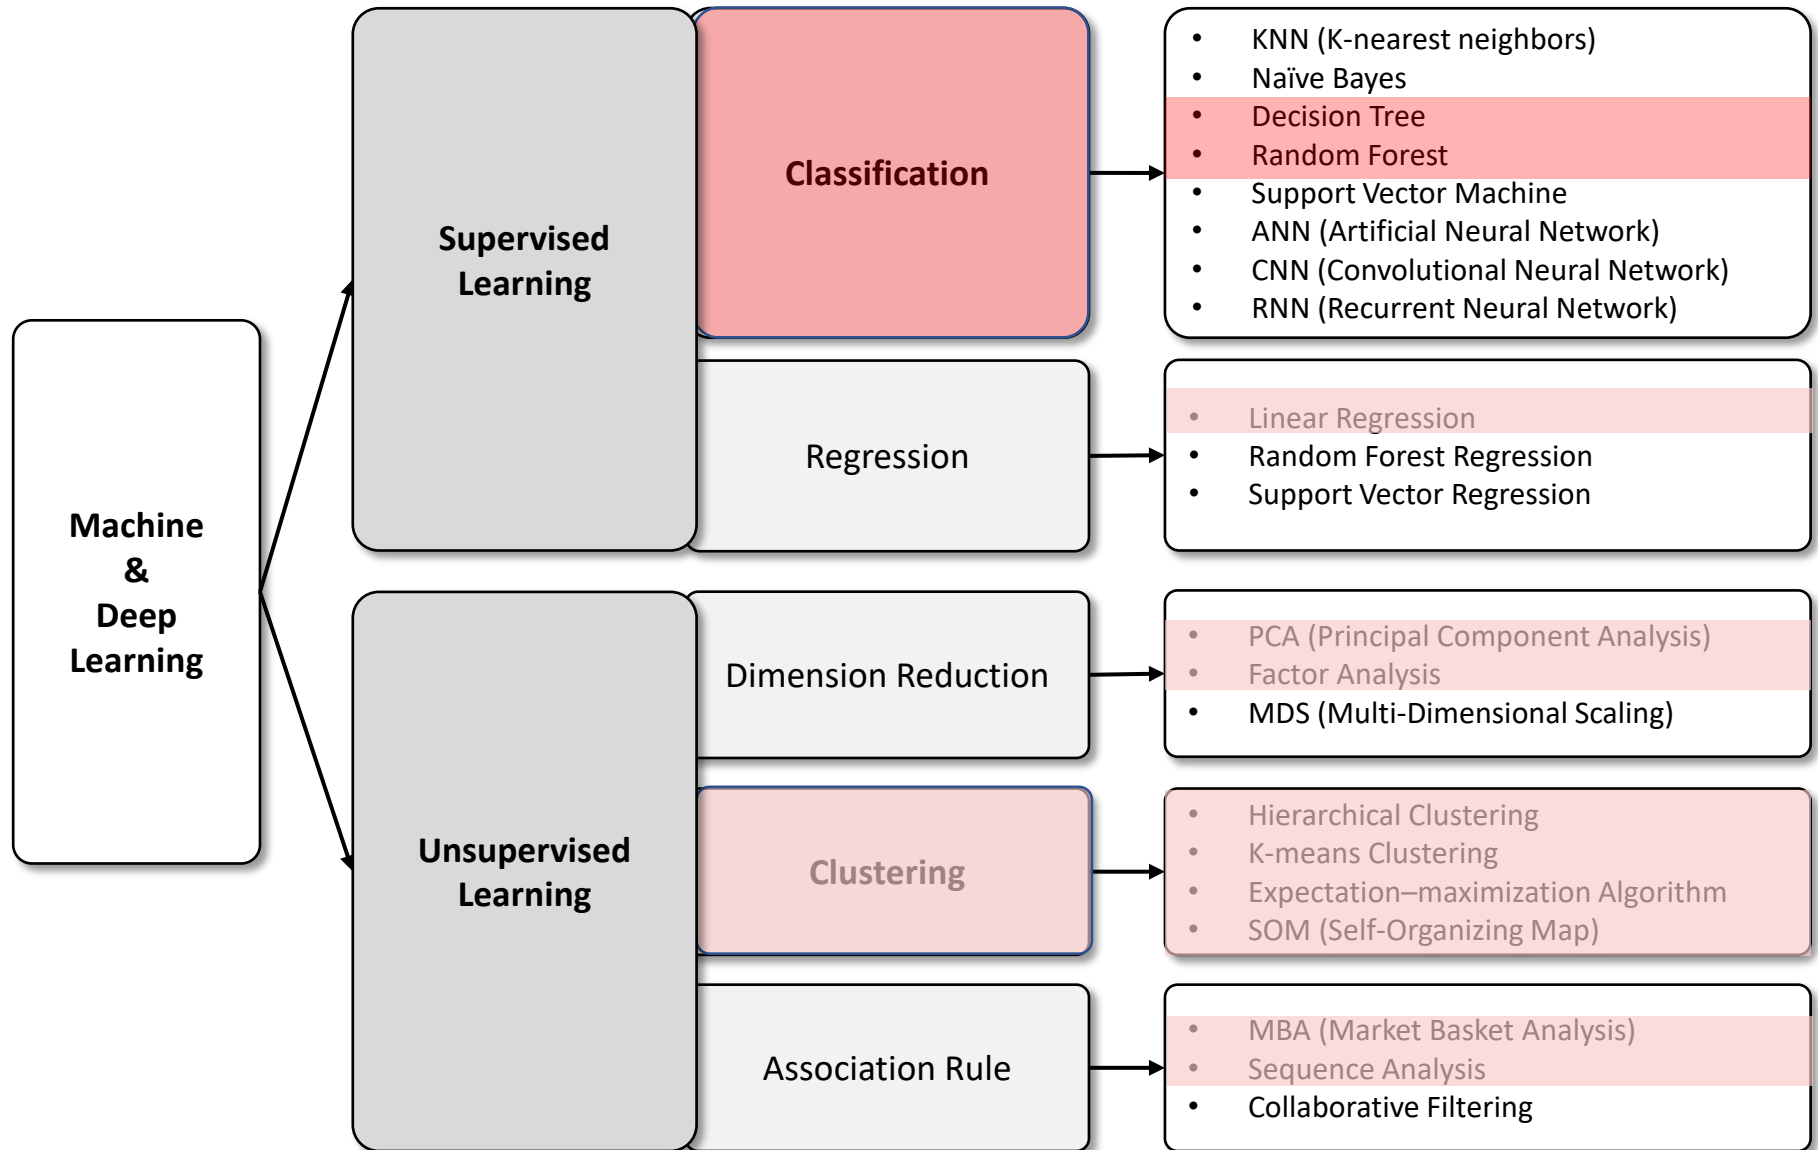 Machine
&
Deep
Learning
Supervised
Learning
Classification
• KNN (K-nearest neighbors)
• Naïve Bayes
• Decision Tree
• Random Forest
• Support Vector Machine
• ANN (Artificial Neural Network)
• CNN (Convolutional Neural Network)
• RNN (Recurrent Neural Network)
Regression
• Linear Regression
• Random Forest Regression
• Support Vector Regression
Unsupervised
Learning
Dimension Reduction
• PCA (Principal Component Analysis)
• Factor Analysis
• MDS (Multi-Dimensional Scaling)
Clustering
• Hierarchical Clustering
• K-means Clustering
• Expectation–maximization Algorithm
• SOM (Self-Organizing Map)
Association Rule
• MBA (Market Basket Analysis)
• Sequence Analysis
• Collaborative Filtering